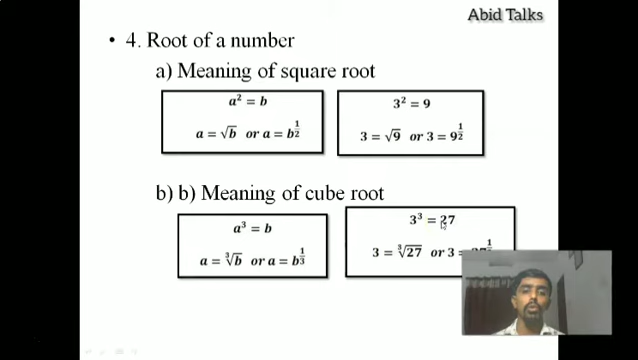 Abid Talks
• 4. Root of a number
a) Meaning of square root
a² = b
a = √b or a = b^(1/2)
3² = 9
3 = √9 or 3 = 9^(1/2)
b) b) Meaning of cube root
a³ = b
a = ∛b or a = b^(1/3)
3³ = 27
3 = ∛27 or 3 =